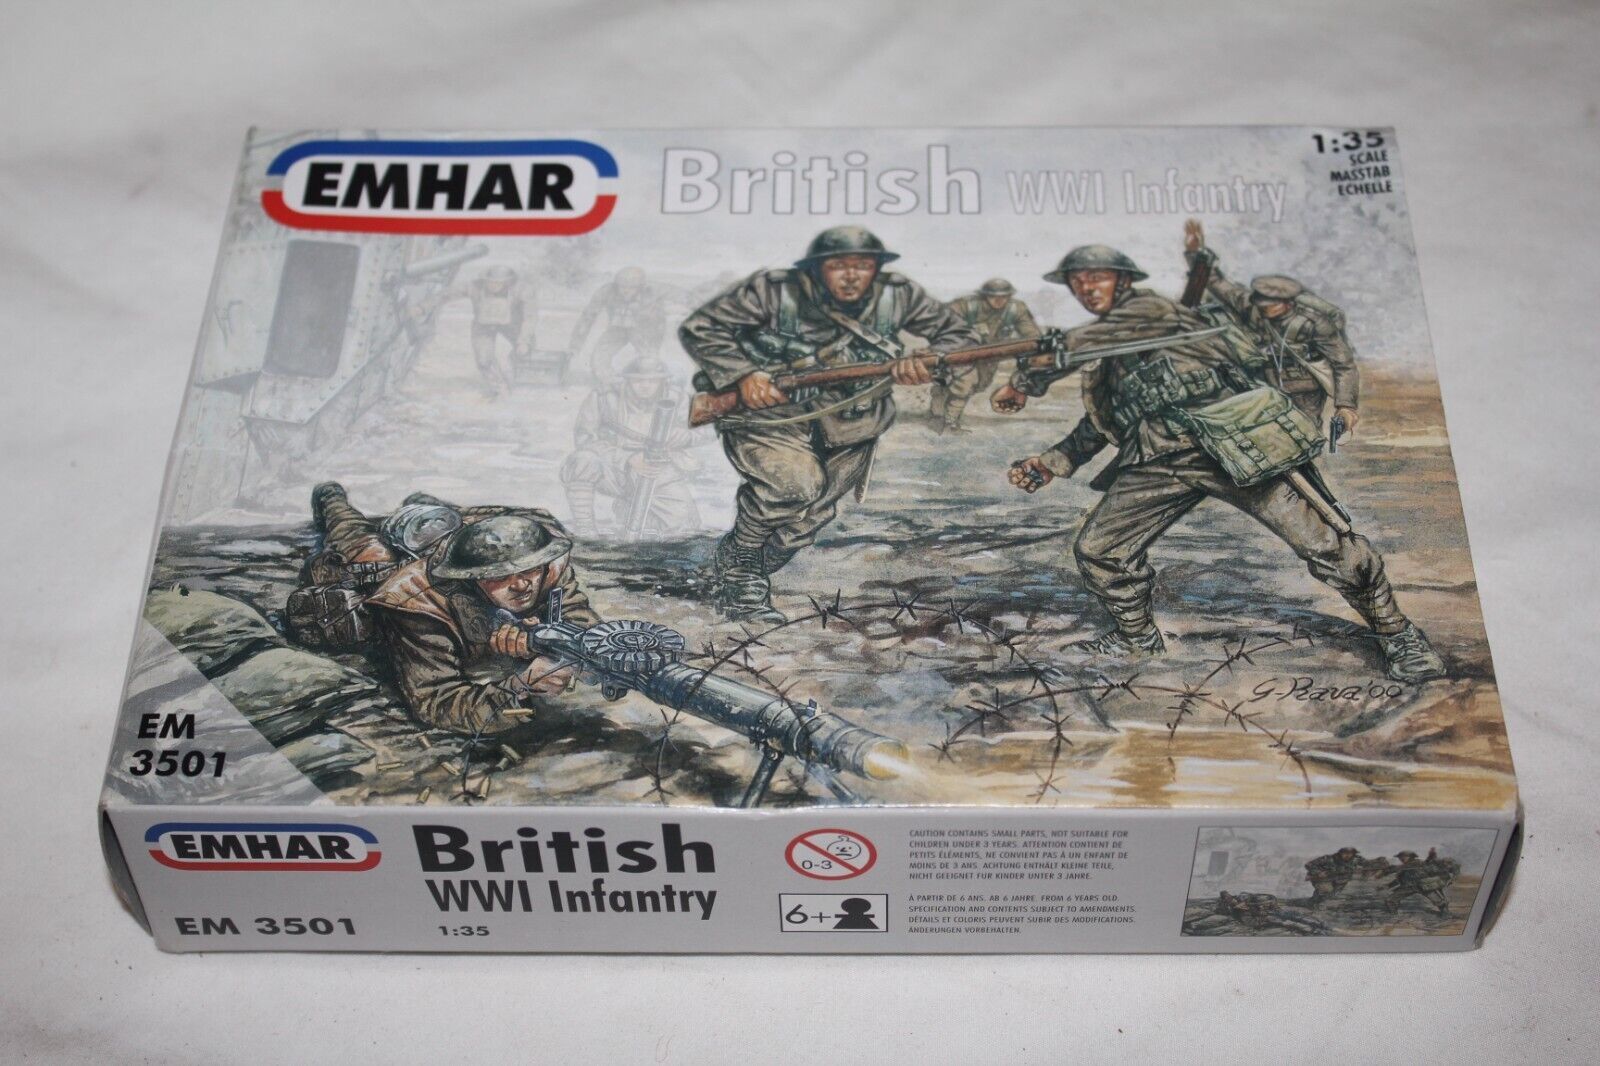 EMHAR
British WWI Infantry
1:35
SCALE
MASSTAB
ECHELLE
G-Rava'00
EM
3501
EMHAR
EM 3501
British
WWI Infantry
1:35
0-3
6+
CAUTION CONTAINS SMALL PARTS, NOT SUITABLE FOR
CHILDREN UNDER 3 YEARS. ATTENTION CONTIENT DE
PETITS ÉLÉMENTS, NE CONVIENT PAS À UN ENFANT DE
MOINS DE 3 ANS. ACHTUNG ENTHÄLT KLEINE TEILE,
NICHT GEEIGNET FUR KINDER UNTER 3 JAHRE.
À PARTIR DE 6 ANS. AB 6 JAHRE. FROM 6 YEARS OLD.
SPECIFICATION AND CONTENTS SUBJECT TO AMENDMENTS.
DÉTAILS ET COLORIS PEUVENT SUBIR DES MODIFICATIONS.
ÄNDERUNGEN VORBEHALTEN.